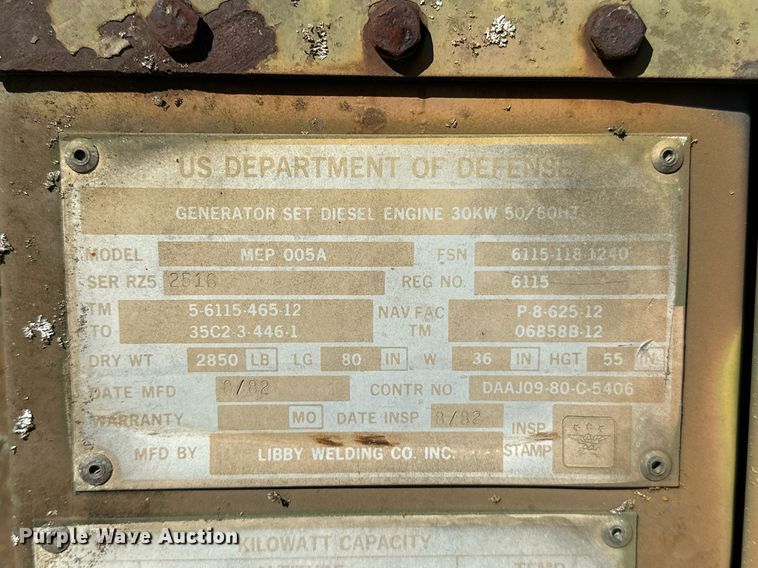 US DEPARTMENT OF DEFENSE
GENERATOR SET DIESEL ENGINE 30KW 50/60HZ
MODEL MEP 005A FSN 6115-118-1240
SER RZ5 2516 REG NO. 6115
TM 5-6115-465-12 NAV FAC P-8-625-12
TO 35C2-3-446-1 TM 06858B-12
DRY WT 2850 LB LG 80 IN W 36 IN HGT 55 IN
DATE MFD 8/82 CONTR NO DAAJ09-80-C-5406
WARRANTY MO DATE INSP 8/82 INSP STAMP
MFD BY LIBBY WELDING CO. INC.
Purple Wave Auction
KILOWATT CAPACITY